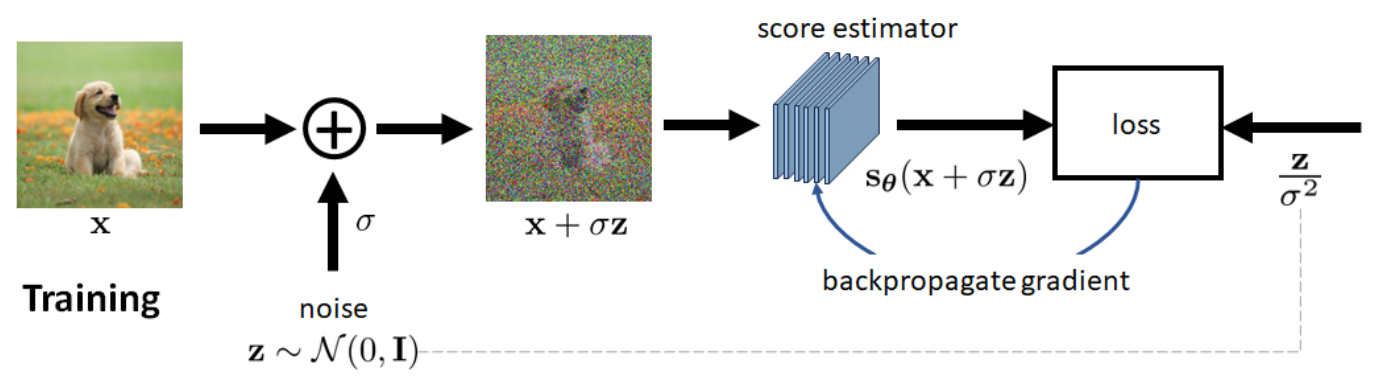 score estimator
loss
𝐬_𝜽(𝐱 + σ𝐳)
𝐳/σ²
𝐱
σ
𝐱 + σ𝐳
backpropagate gradient
Training
noise
𝐳 ∼ 𝒩(0, 𝐈)